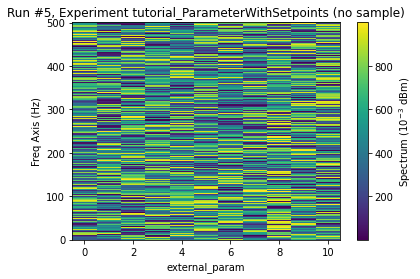 Run #5, Experiment tutorial_ParameterWithSetpoints (no sample)
500
400
300
200
100
0
Freq Axis (Hz)
0 2 4 6 8 10
external_param
800
600
400
200
Spectrum (10⁻³ dBm)